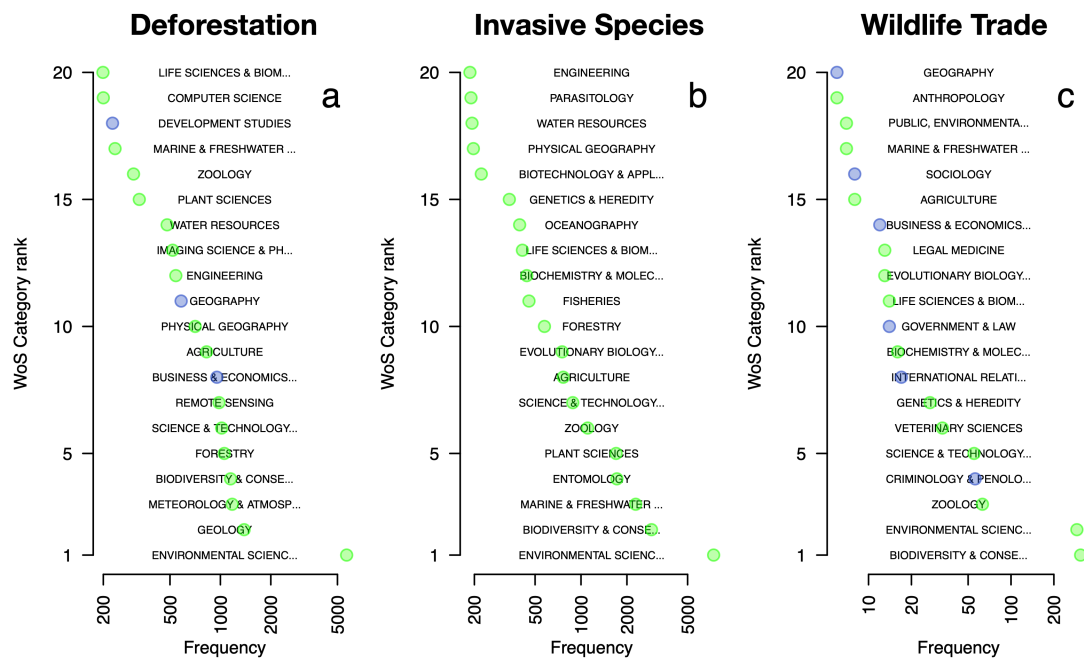 Deforestation
WoS Category rank
20
15
10
5
1
LIFE SCIENCES & BIOM...
COMPUTER SCIENCE
DEVELOPMENT STUDIES
MARINE & FRESHWATER ...
ZOOLOGY
PLANT SCIENCES
WATER RESOURCES
IMAGING SCIENCE & PH...
ENGINEERING
GEOGRAPHY
PHYSICAL GEOGRAPHY
AGRICULTURE
BUSINESS & ECONOMICS...
REMOTE SENSING
SCIENCE & TECHNOLOGY...
FORESTRY
BIODIVERSITY & CONSE...
METEOROLOGY & ATMOSP...
GEOLOGY
ENVIRONMENTAL SCIENC...
a
200
500
1000
2000
5000
Frequency
Invasive Species
WoS Category rank
20
15
10
5
1
ENGINEERING
PARASITOLOGY
WATER RESOURCES
PHYSICAL GEOGRAPHY
BIOTECHNOLOGY & APPL...
GENETICS & HEREDITY
OCEANOGRAPHY
LIFE SCIENCES & BIOM...
BIOCHEMISTRY & MOLEC...
FISHERIES
FORESTRY
EVOLUTIONARY BIOLOGY...
AGRICULTURE
SCIENCE & TECHNOLOGY...
ZOOLOGY
PLANT SCIENCES
ENTOMOLOGY
MARINE & FRESHWATER ...
BIODIVERSITY & CONSE...
ENVIRONMENTAL SCIENC...
b
200
500
1000
2000
5000
Frequency
Wildlife Trade
WoS Category rank
20
15
10
5
1
GEOGRAPHY
ANTHROPOLOGY
PUBLIC, ENVIRONMENTA...
MARINE & FRESHWATER ...
SOCIOLOGY
AGRICULTURE
BUSINESS & ECONOMICS...
LEGAL MEDICINE
EVOLUTIONARY BIOLOGY...
LIFE SCIENCES & BIOM...
GOVERNMENT & LAW
BIOCHEMISTRY & MOLEC...
INTERNATIONAL RELATI...
GENETICS & HEREDITY
VETERINARY SCIENCES
SCIENCE & TECHNOLOGY...
CRIMINOLOGY & PENOLO...
ZOOLOGY
ENVIRONMENTAL SCIENC...
BIODIVERSITY & CONSE...
c
10
20
50
100
200
Frequency